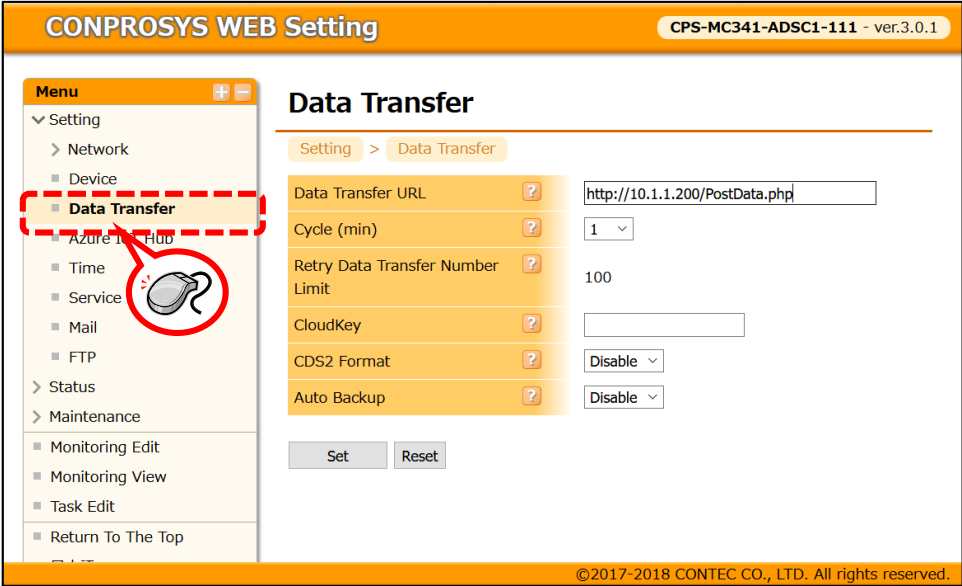 CONPROSYS WEB Setting
CPS-MC341-ADSC1-111 - ver.3.0.1
Menu
Setting
Network
Device
Data Transfer
Azure Hub
Time
Service
Mail
FTP
Status
Maintenance
Monitoring Edit
Monitoring View
Task Edit
Return To The Top
Data Transfer
Setting > Data Transfer
Data Transfer URL ? http://10.1.1.200/PostData.php
Cycle (min) ? 1
Retry Data Transfer Number
Limit ? 100
CloudKey ?
CDS2 Format ? Disable
Auto Backup ? Disable
Set Reset
©2017-2018 CONTEC CO., LTD. All rights reserved.